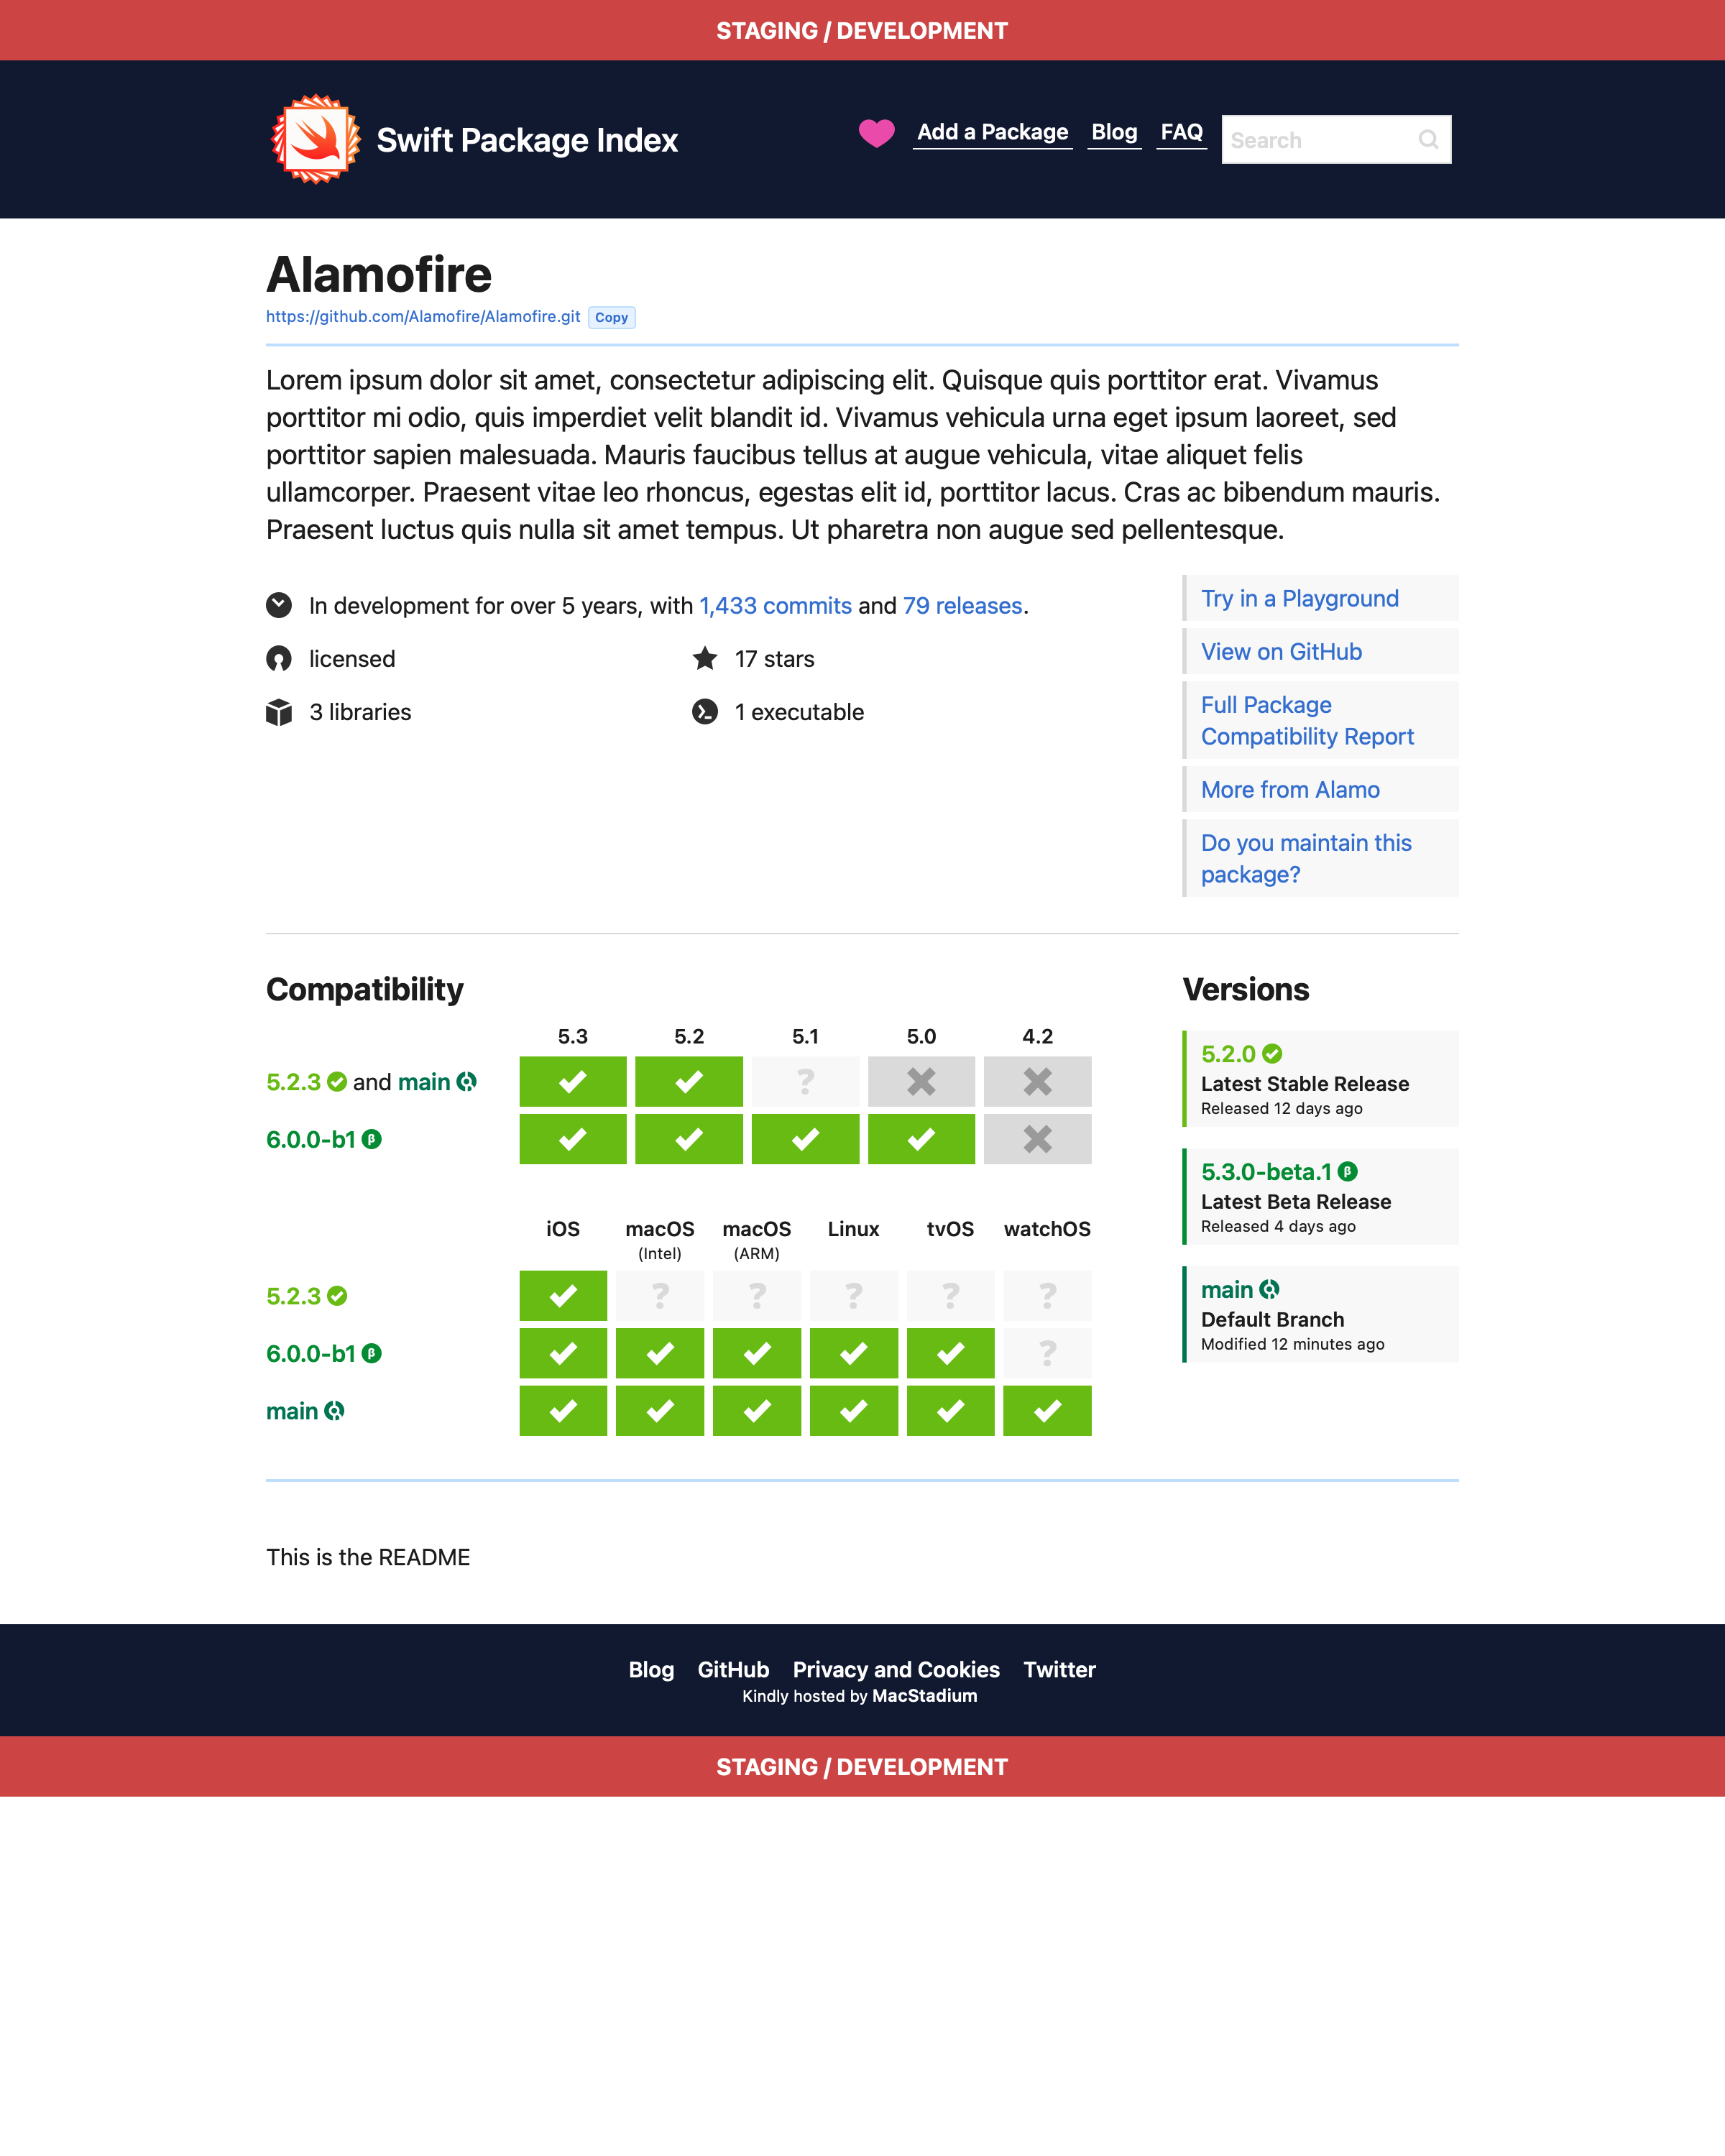 STAGING / DEVELOPMENT
Swift Package Index
Add a Package
Blog
FAQ
Search
Alamofire
https://github.com/Alamofire/Alamofire.git Copy
Lorem ipsum dolor sit amet, consectetur adipiscing elit. Quisque quis porttitor erat. Vivamus
porttitor mi odio, quis imperdiet velit blandit id. Vivamus vehicula urna eget ipsum laoreet, sed
porttitor sapien malesuada. Mauris faucibus tellus at augue vehicula, vitae aliquet felis
ullamcorper. Praesent vitae leo rhoncus, egestas elit id, porttitor lacus. Cras ac bibendum mauris.
Praesent luctus quis nulla sit amet tempus. Ut pharetra non augue sed pellentesque.
In development for over 5 years, with 1,433 commits and 79 releases.
licensed
17 stars
3 libraries
1 executable
Try in a Playground
View on GitHub
Full Package
Compatibility Report
More from Alamo
Do you maintain this
package?
Compatibility
5.3 5.2 5.1 5.0 4.2
5.2.3 and main ?
6.0.0-b1 β
iOS macOS macOS Linux tvOS watchOS
(Intel) (ARM)
5.2.3 ? ? ? ? ?
6.0.0-b1 β ?
main
Versions
5.2.0
Latest Stable Release
Released 12 days ago
5.3.0-beta.1 β
Latest Beta Release
Released 4 days ago
main
Default Branch
Modified 12 minutes ago
This is the README
Blog GitHub Privacy and Cookies Twitter
Kindly hosted by MacStadium
STAGING / DEVELOPMENT